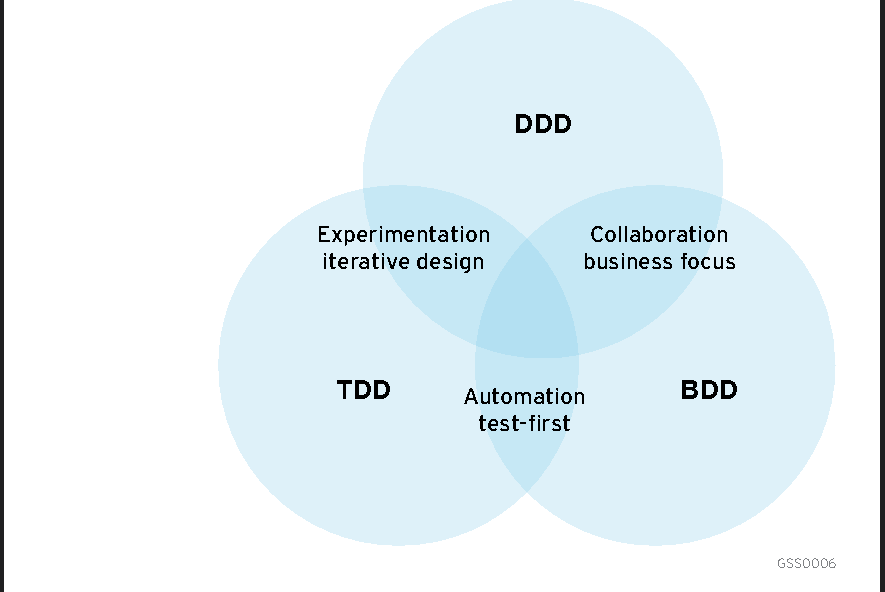 DDD
Experimentation
iterative design
Collaboration
business focus
TDD
Automation
test-first
BDD
GSS0006